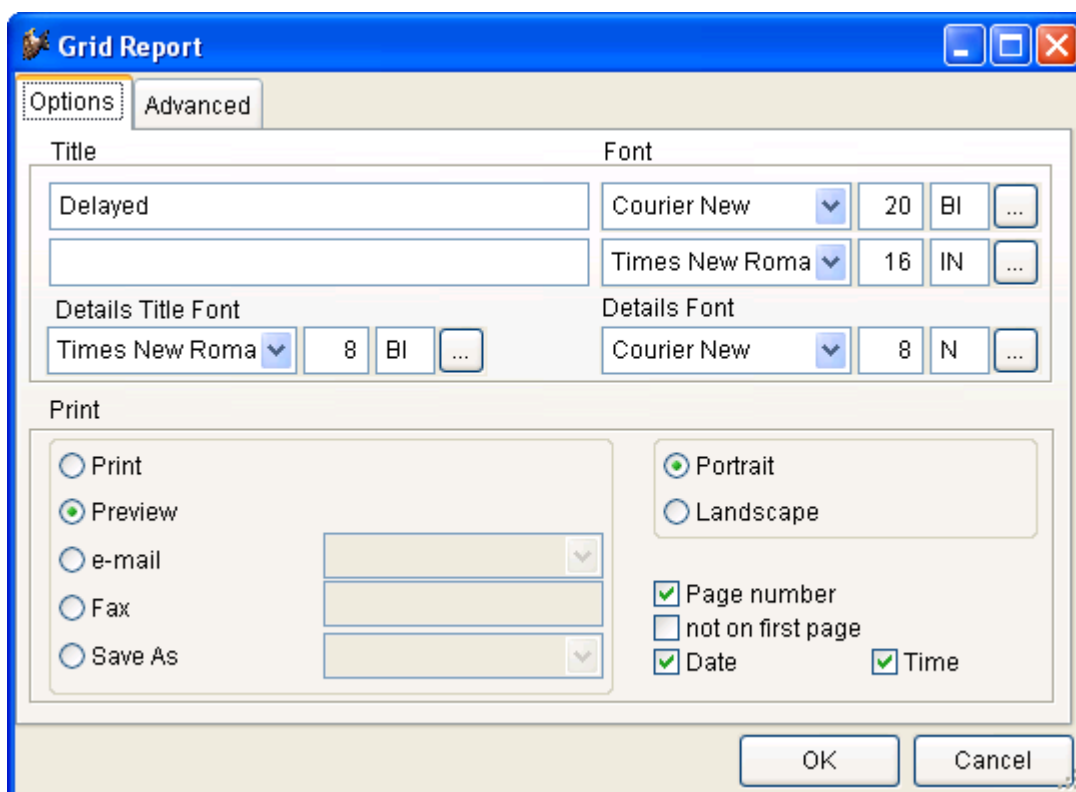 Grid Report
Options Advanced
Title Font
Delayed Courier New 20 BI ...
Times New Roma 16 IN ...
Details Title Font Details Font
Times New Roma 8 BI ... Courier New 8 N ...
Print
Print Portrait
Preview Landscape
e-mail
Fax Page number
not on first page
Save As Date Time
OK Cancel